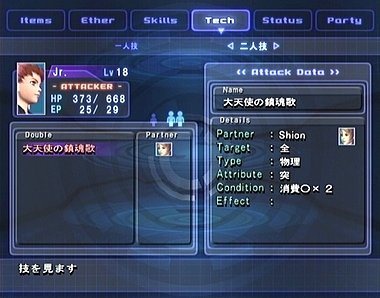 Items Ether Skills Tech Status Party
一人技 ◁ 二人技 ▷
Jr. Lv 18
- ATTACKER -
HP 373/ 668
EP 25/ 29
Double Partner
大天使の鎮魂歌
‹‹ Attack Data ››
Name
大天使の鎮魂歌
Details
Partner : Shion
Target : 全
Type : 物理
Attribute : 突
Condition : 消費〇× 2
Effect :
技を見ます